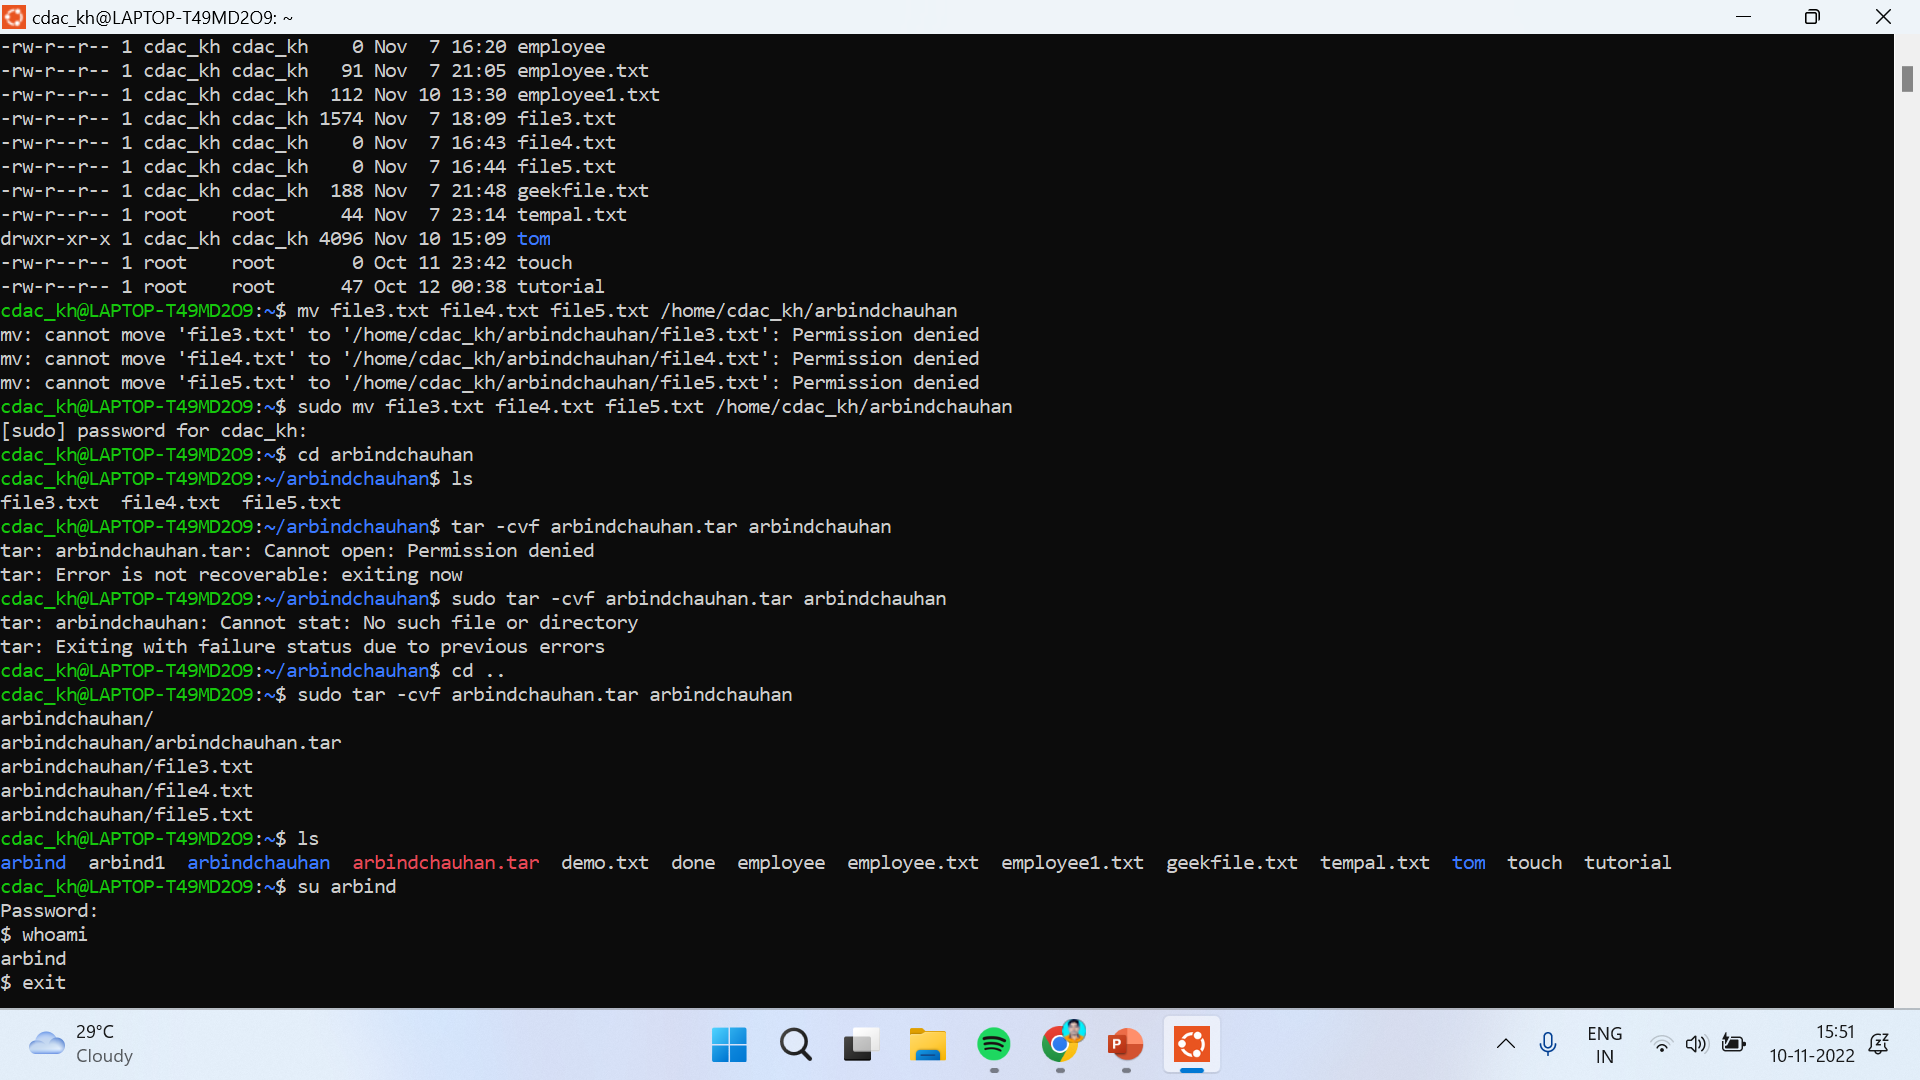 cdac_kh@LAPTOP-T49MD2O9: ~
-rw-r--r-- 1 cdac_kh cdac_kh    0 Nov  7 16:20 employee
-rw-r--r-- 1 cdac_kh cdac_kh   91 Nov  7 21:05 employee.txt
-rw-r--r-- 1 cdac_kh cdac_kh  112 Nov 10 13:30 employee1.txt
-rw-r--r-- 1 cdac_kh cdac_kh 1574 Nov  7 18:09 file3.txt
-rw-r--r-- 1 cdac_kh cdac_kh    0 Nov  7 16:43 file4.txt
-rw-r--r-- 1 cdac_kh cdac_kh    0 Nov  7 16:44 file5.txt
-rw-r--r-- 1 cdac_kh cdac_kh  188 Nov  7 21:48 geekfile.txt
-rw-r--r-- 1 root    root      44 Nov  7 23:14 tempal.txt
drwxr-xr-x 1 cdac_kh cdac_kh 4096 Nov 10 15:09 tom
-rw-r--r-- 1 root    root       0 Oct 11 23:42 touch
-rw-r--r-- 1 root    root      47 Oct 12 00:38 tutorial
cdac_kh@LAPTOP-T49MD2O9:~$ mv file3.txt file4.txt file5.txt /home/cdac_kh/arbindchauhan
mv: cannot move 'file3.txt' to '/home/cdac_kh/arbindchauhan/file3.txt': Permission denied
mv: cannot move 'file4.txt' to '/home/cdac_kh/arbindchauhan/file4.txt': Permission denied
mv: cannot move 'file5.txt' to '/home/cdac_kh/arbindchauhan/file5.txt': Permission denied
cdac_kh@LAPTOP-T49MD2O9:~$ sudo mv file3.txt file4.txt file5.txt /home/cdac_kh/arbindchauhan
[sudo] password for cdac_kh:
cdac_kh@LAPTOP-T49MD2O9:~$ cd arbindchauhan
cdac_kh@LAPTOP-T49MD2O9:~/arbindchauhan$ ls
file3.txt  file4.txt  file5.txt
cdac_kh@LAPTOP-T49MD2O9:~/arbindchauhan$ tar -cvf arbindchauhan.tar arbindchauhan
tar: arbindchauhan.tar: Cannot open: Permission denied
tar: Error is not recoverable: exiting now
cdac_kh@LAPTOP-T49MD2O9:~/arbindchauhan$ sudo tar -cvf arbindchauhan.tar arbindchauhan
tar: arbindchauhan: Cannot stat: No such file or directory
tar: Exiting with failure status due to previous errors
cdac_kh@LAPTOP-T49MD2O9:~/arbindchauhan$ cd ..
cdac_kh@LAPTOP-T49MD2O9:~$ sudo tar -cvf arbindchauhan.tar arbindchauhan
arbindchauhan/
arbindchauhan/arbindchauhan.tar
arbindchauhan/file3.txt
arbindchauhan/file4.txt
arbindchauhan/file5.txt
cdac_kh@LAPTOP-T49MD2O9:~$ ls
arbind  arbind1  arbindchauhan  arbindchauhan.tar  demo.txt  done  employee  employee.txt  employee1.txt  geekfile.txt  tempal.txt  tom  touch  tutorial
cdac_kh@LAPTOP-T49MD2O9:~$ su arbind
Password:
$ whoami
arbind
$ exit
29°C
Cloudy
P
ENG
IN
15:51
10-11-2022